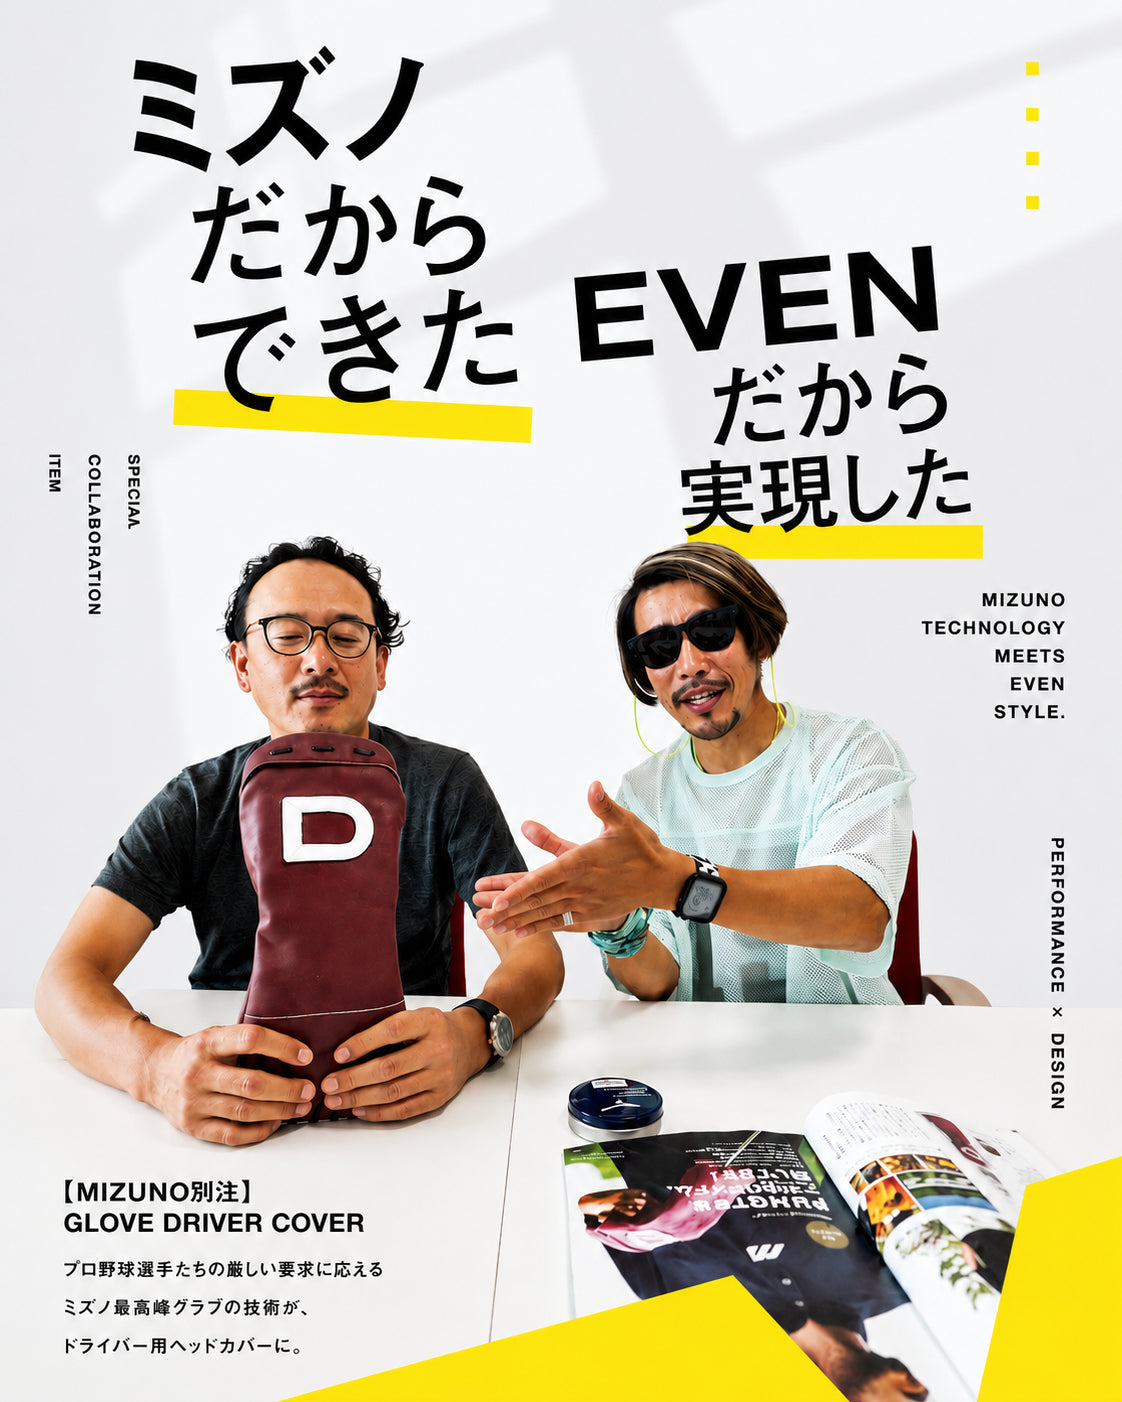 ミズノ
だから
できた
EVEN
だから
実現した
SPECIAL
COLLABORATION
ITEM
MIZUNO
TECHNOLOGY
MEETS
EVEN
STYLE.
D
PERFORMANCE × DESIGN
【MIZUNO別注】
GLOVE DRIVER COVER
プロ野球選手たちの厳しい要求に応える
ミズノ最高峰グラブの技術が、
ドライバー用ヘッドカバーに。